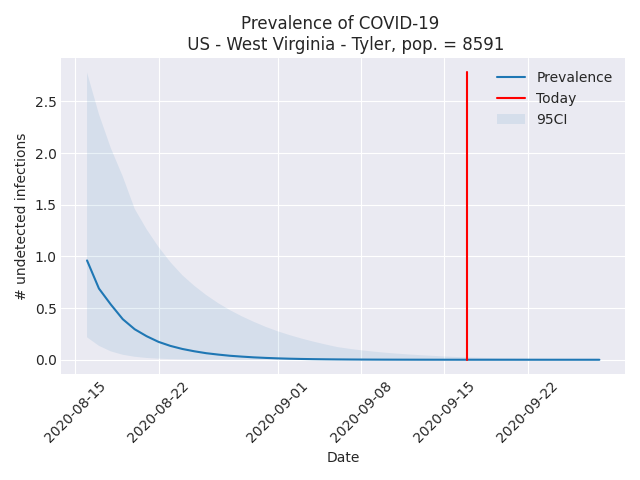 Prevalence of COVID-19
US - West Virginia - Tyler, pop. = 8591
# undetected infections
2.5
2.0
1.5
1.0
0.5
0.0
Prevalence
Today
95CI
2020-08-15
2020-08-22
2020-09-01
2020-09-08
2020-09-15
2020-09-22
Date